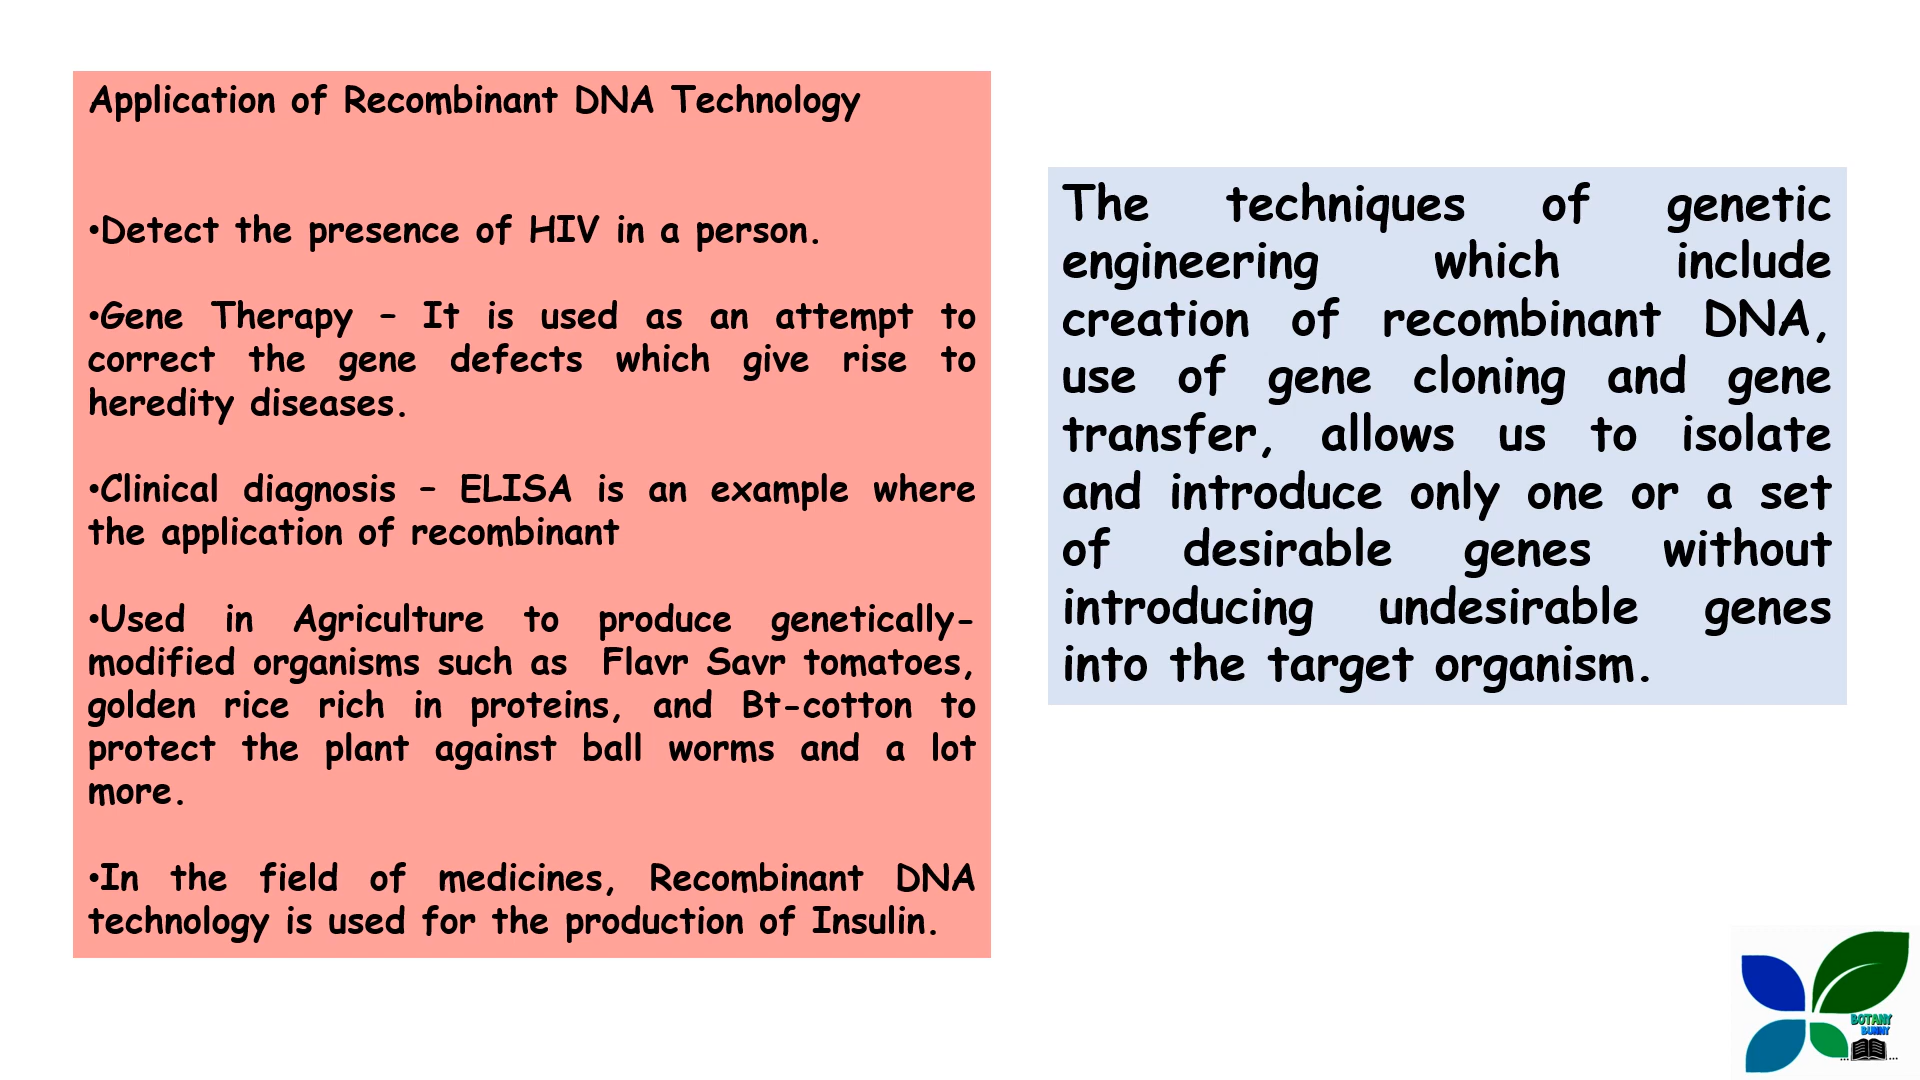 Application of Recombinant DNA Technology
•Detect the presence of HIV in a person.
•Gene Therapy – It is used as an attempt to
correct the gene defects which give rise to
heredity diseases.
•Clinical diagnosis – ELISA is an example where
the application of recombinant
•Used in Agriculture to produce genetically-
modified organisms such as Flavr Savr tomatoes,
golden rice rich in proteins, and Bt-cotton to
protect the plant against ball worms and a lot
more.
•In the field of medicines, Recombinant DNA
technology is used for the production of Insulin.
The techniques of genetic
engineering which include
creation of recombinant DNA,
use of gene cloning and gene
transfer, allows us to isolate
and introduce only one or a set
of desirable genes without
introducing undesirable genes
into the target organism.
BOTANY
BUNNY